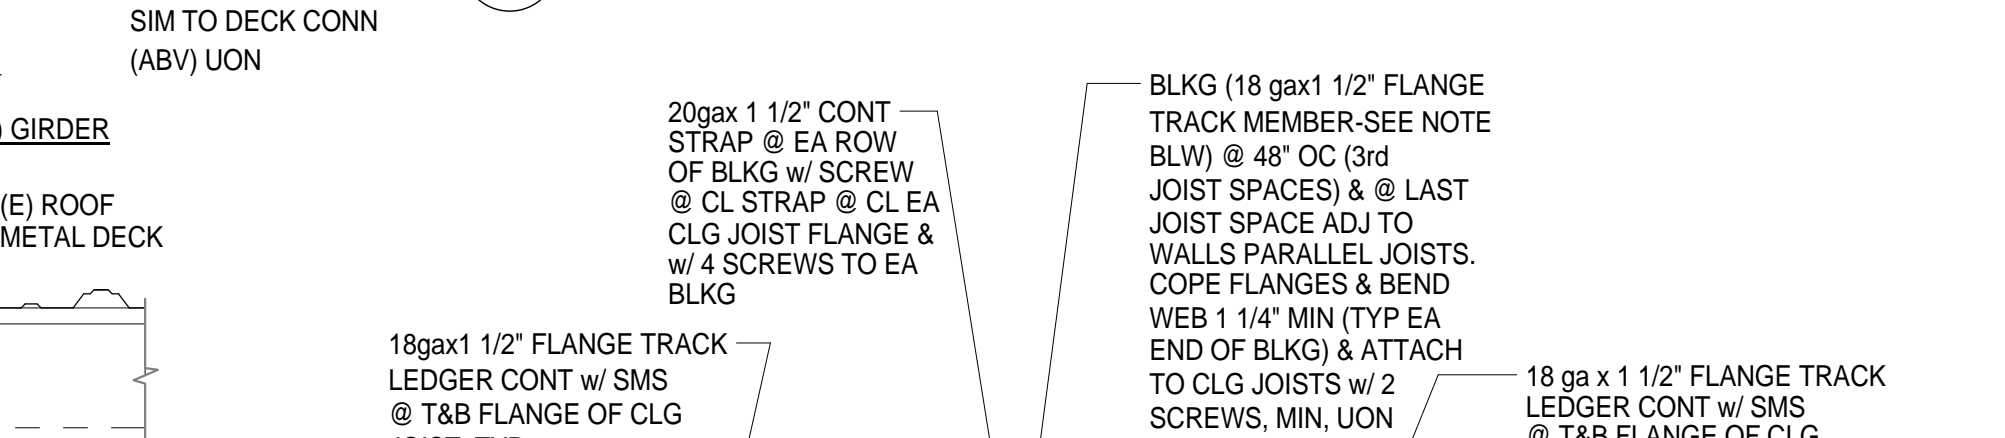 SIM TO DECK CONN
(ABV) UON
) GIRDER
(E) ROOF
METAL DECK
20gax 1 1/2" CONT
STRAP @ EA ROW
OF BLKG w/ SCREW
@ CL STRAP @ CL EA
CLG JOIST FLANGE &
w/ 4 SCREWS TO EA
BLKG
18gax1 1/2" FLANGE TRACK
LEDGER CONT w/ SMS
@ T&B FLANGE OF CLG
BLKG (18 gax1 1/2" FLANGE
TRACK MEMBER-SEE NOTE
BLW) @ 48" OC (3rd
JOIST SPACES) & @ LAST
JOIST SPACE ADJ TO
WALLS PARALLEL JOISTS.
COPE FLANGES & BEND
WEB 1 1/4" MIN (TYP EA
END OF BLKG) & ATTACH
TO CLG JOISTS w/ 2
SCREWS, MIN, UON
18 ga x 1 1/2" FLANGE TRACK
LEDGER CONT w/ SMS
@ T&B FLANGE OF CLG